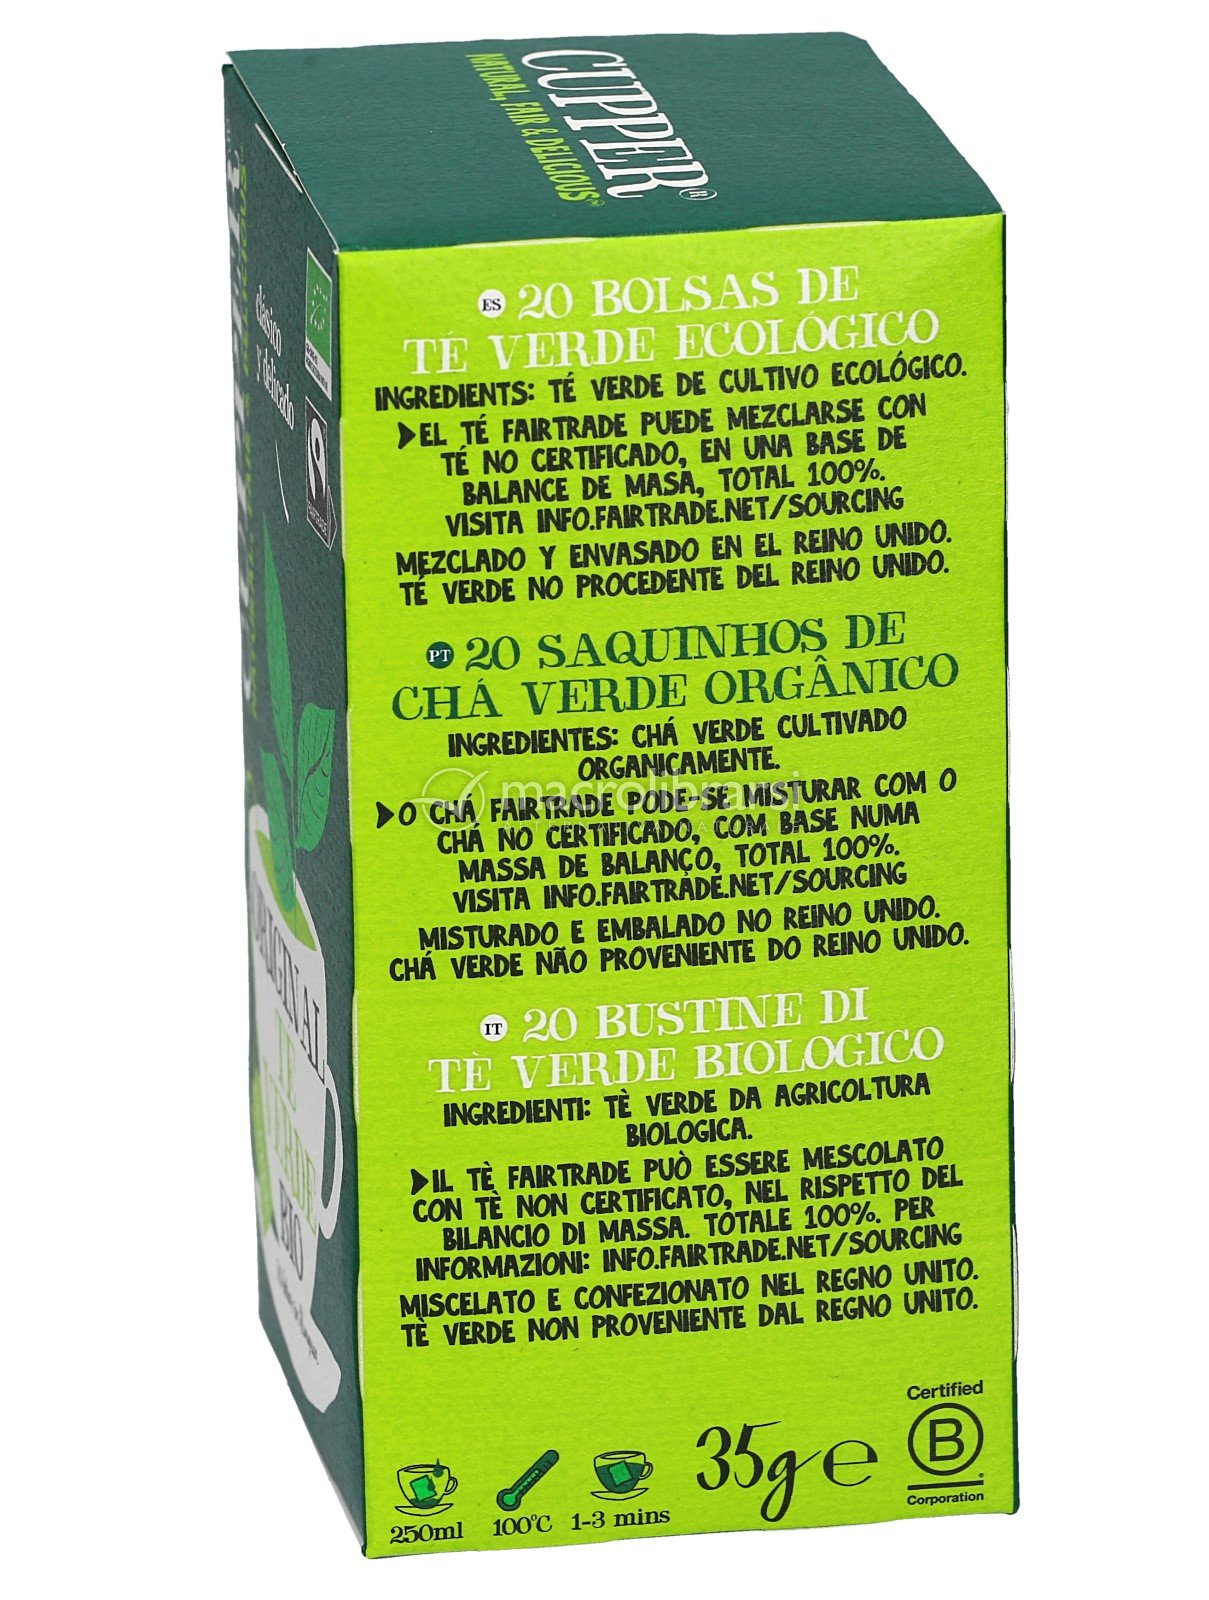 CUPPER®
NATURAL, FAIR & DELICIOUS
clásico
y delicado
FAIRTRADE
ORIGINAL
TÉ
VERDE
BIO
ES 20 BOLSAS DE
TÉ VERDE ECOLÓGICO
INGREDIENTS: TÉ VERDE DE CULTIVO ECOLÓGICO.
EL TÉ FAIRTRADE PUEDE MEZCLARSE CON
TÉ NO CERTIFICADO, EN UNA BASE DE
BALANCE DE MASA, TOTAL 100%.
VISITA INFO.FAIRTRADE.NET/SOURCING
MEZCLADO Y ENVASADO EN EL REINO UNIDO.
TÉ VERDE NO PROCEDENTE DEL REINO UNIDO.
PT 20 SAQUINHOS DE
CHÁ VERDE ORGÂNICO
INGREDIENTES: CHÁ VERDE CULTIVADO
ORGANICAMENTE.
macrolibrarsi
O CHÁ FAIRTRADE PODE-SE MISTURAR COM O
CHÁ NO CERTIFICADO, COM BASE NUMA
MASSA DE BALANÇO, TOTAL 100%.
VISITA INFO.FAIRTRADE.NET/SOURCING
MISTURADO E EMBALADO NO REINO UNIDO.
CHÁ VERDE NÃO PROVENIENTE DO REINO UNIDO.
IT 20 BUSTINE DI
TÈ VERDE BIOLOGICO
INGREDIENTI: TÈ VERDE DA AGRICOLTURA
BIOLOGICA.
IL TÈ FAIRTRADE PUÒ ESSERE MESCOLATO
CON TÈ NON CERTIFICATO, NEL RISPETTO DEL
BILANCIO DI MASSA. TOTALE 100%. PER
INFORMAZIONI: INFO.FAIRTRADE.NET/SOURCING
MISCELATO E CONFEZIONATO NEL REGNO UNITO.
TÈ VERDE NON PROVENIENTE DAL REGNO UNITO.
250ml
100°C
1-3 mins
35g ℮
Certified
B
Corporation